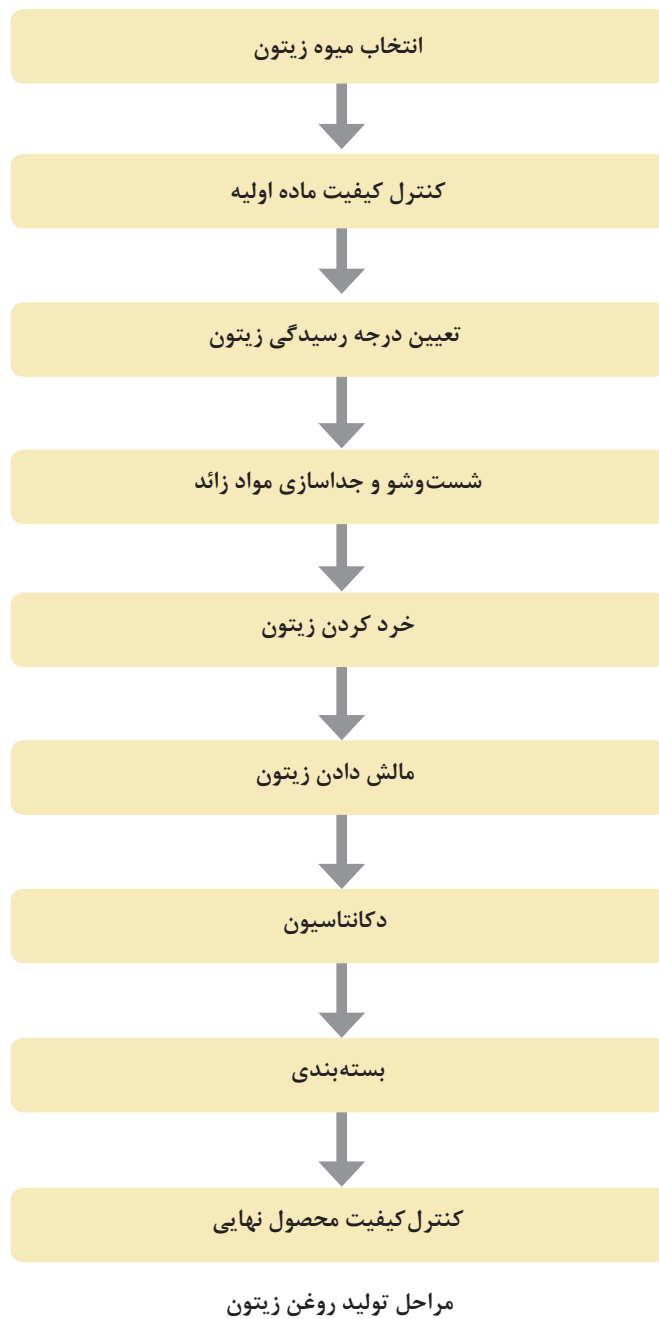 انتخاب میوه زیتون
کنترل کیفیت ماده اولیه
تعیین درجه رسیدگی زیتون
شست‌وشو و جداسازی مواد زائد
خرد کردن زیتون
مالش دادن زیتون
دکانتاسیون
بسته‌بندی
کنترل کیفیت محصول نهایی
مراحل تولید روغن زیتون